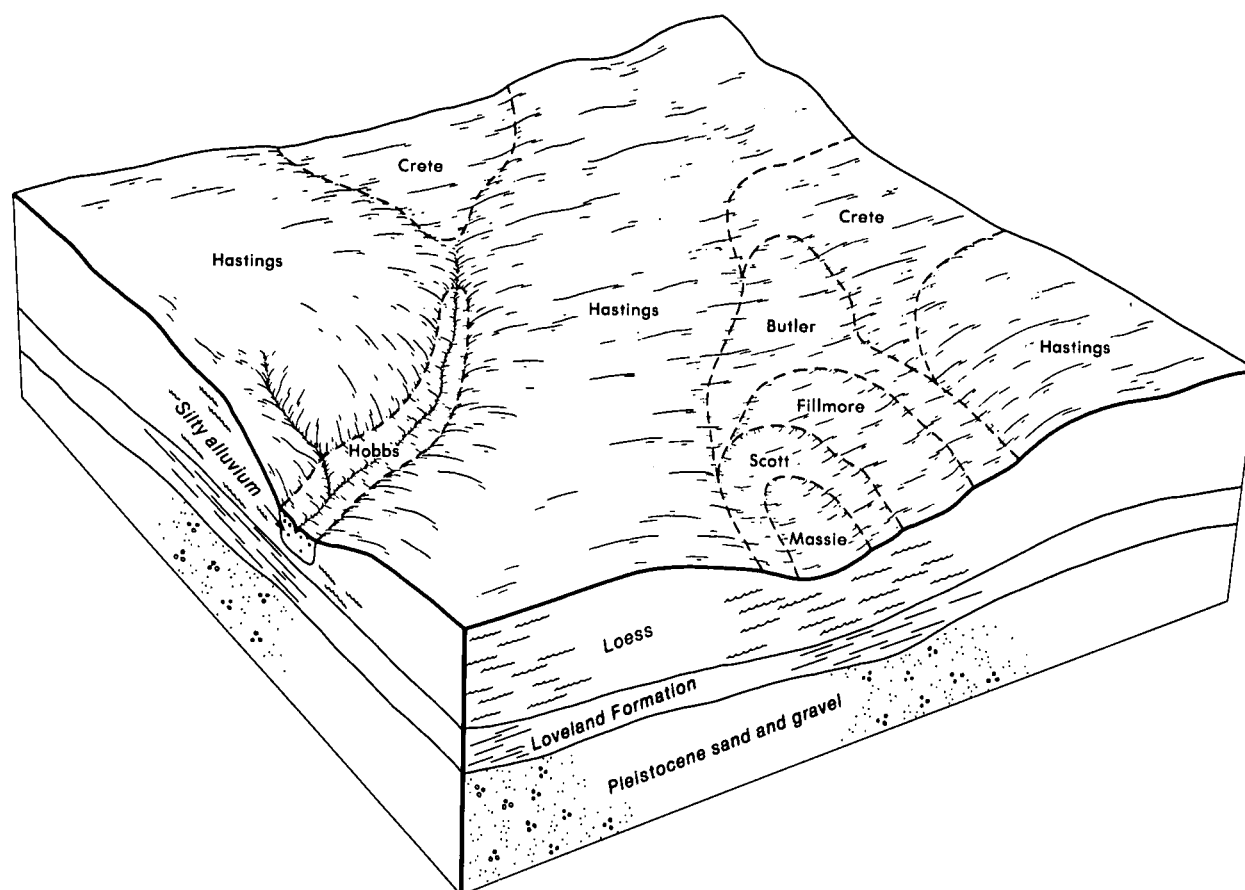 Crete
Crete
Hastings
Hastings
Butler
Hastings
Fillmore
Hobbs
Scott
Silty alluvium
Massie
Loess
Loveland Formation
Pleistocene sand and gravel